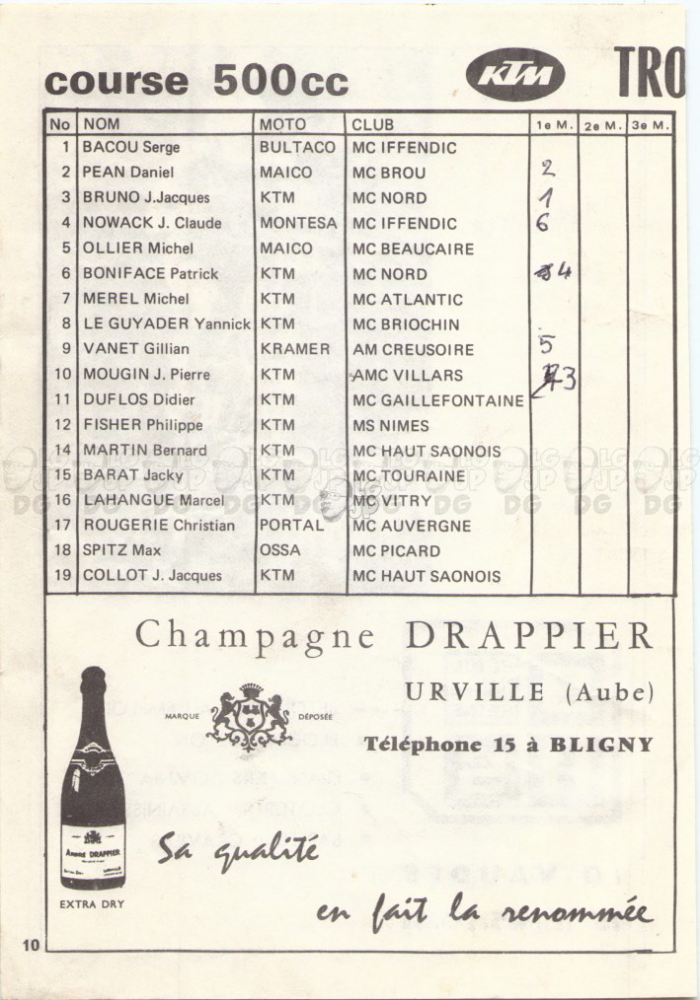 course 500cc KTM TRO
No NOM MOTO CLUB 1e M. 2e M. 3e M.
1 BACOU Serge BULTACO MC IFFENDIC
2 PEAN Daniel MAICO MC BROU 2
3 BRUNO J.Jacques KTM MC NORD 1
4 NOWACK J. Claude MONTESA MC IFFENDIC 6
5 OLLIER Michel MAICO MC BEAUCAIRE
6 BONIFACE Patrick KTM MC NORD 4
7 MEREL Michel KTM MC ATLANTIC
8 LE GUYADER Yannick KTM MC BRIOCHIN
9 VANET Gillian KRAMER AM CREUSOIRE 5
10 MOUGIN J. Pierre KTM AMC VILLARS 3
11 DUFLOS Didier KTM MC GAILLEFONTAINE
12 FISHER Philippe KTM MS NIMES
14 MARTIN Bernard KTM MC HAUT SAONOIS
15 BARAT Jacky KTM MC TOURAINE
16 LAHANGUE Marcel KTM MC VITRY
17 ROUGERIE Christian PORTAL MC AUVERGNE
18 SPITZ Max OSSA MC PICARD
19 COLLOT J. Jacques KTM MC HAUT SAONOIS
Champagne DRAPPIER
URVILLE (Aube)
MARQUE DÉPOSÉE
Téléphone 15 à BLIGNY
André DRAPPIER
Sa qualité
en fait la renommée
EXTRA DRY
10